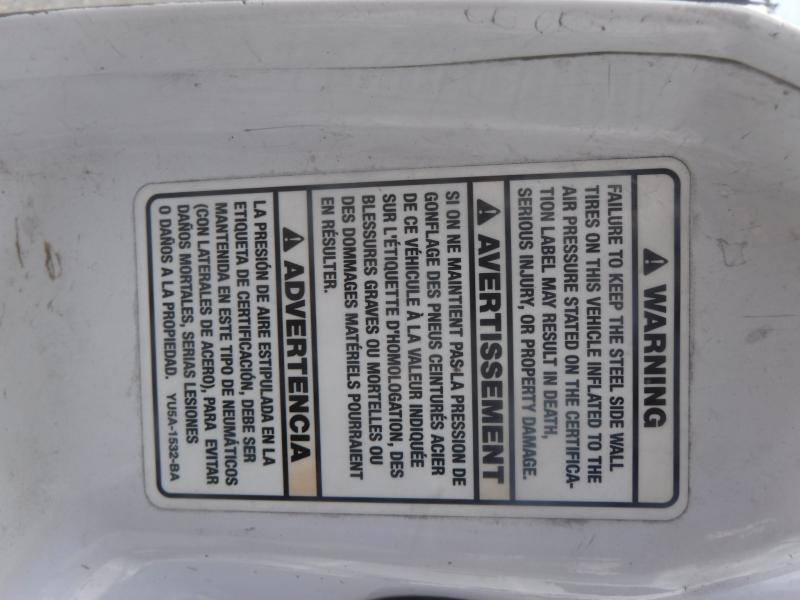 ⚠ WARNING
FAILURE TO KEEP THE STEEL SIDE WALL
TIRES ON THIS VEHICLE INFLATED TO THE
AIR PRESSURE STATED ON THE CERTIFICA-
TION LABEL MAY RESULT IN DEATH,
SERIOUS INJURY, OR PROPERTY DAMAGE.
⚠ AVERTISSEMENT
SI ON NE MAINTIENT PAS LA PRESSION DE
GONFLAGE DES PNEUS CEINTURÉS ACIER
DE CE VÉHICULE À LA VALEUR INDIQUÉE
SUR L'ÉTIQUETTE D'HOMOLOGATION, DES
BLESSURES GRAVES OU MORTELLES OU
DES DOMMAGES MATÉRIELS POURRAIENT
EN RÉSULTER.
⚠ ADVERTENCIA
LA PRESIÓN DE AIRE ESTIPULADA EN LA
ETIQUETA DE CERTIFICACIÓN, DEBE SER
MANTENIDA EN ESTE TIPO DE NEUMÁTICOS
(CON LATERALES DE ACERO), PARA EVITAR
DAÑOS MORTALES, SERIAS LESIONES
O DAÑOS A LA PROPIEDAD. YU5A-1532-BA